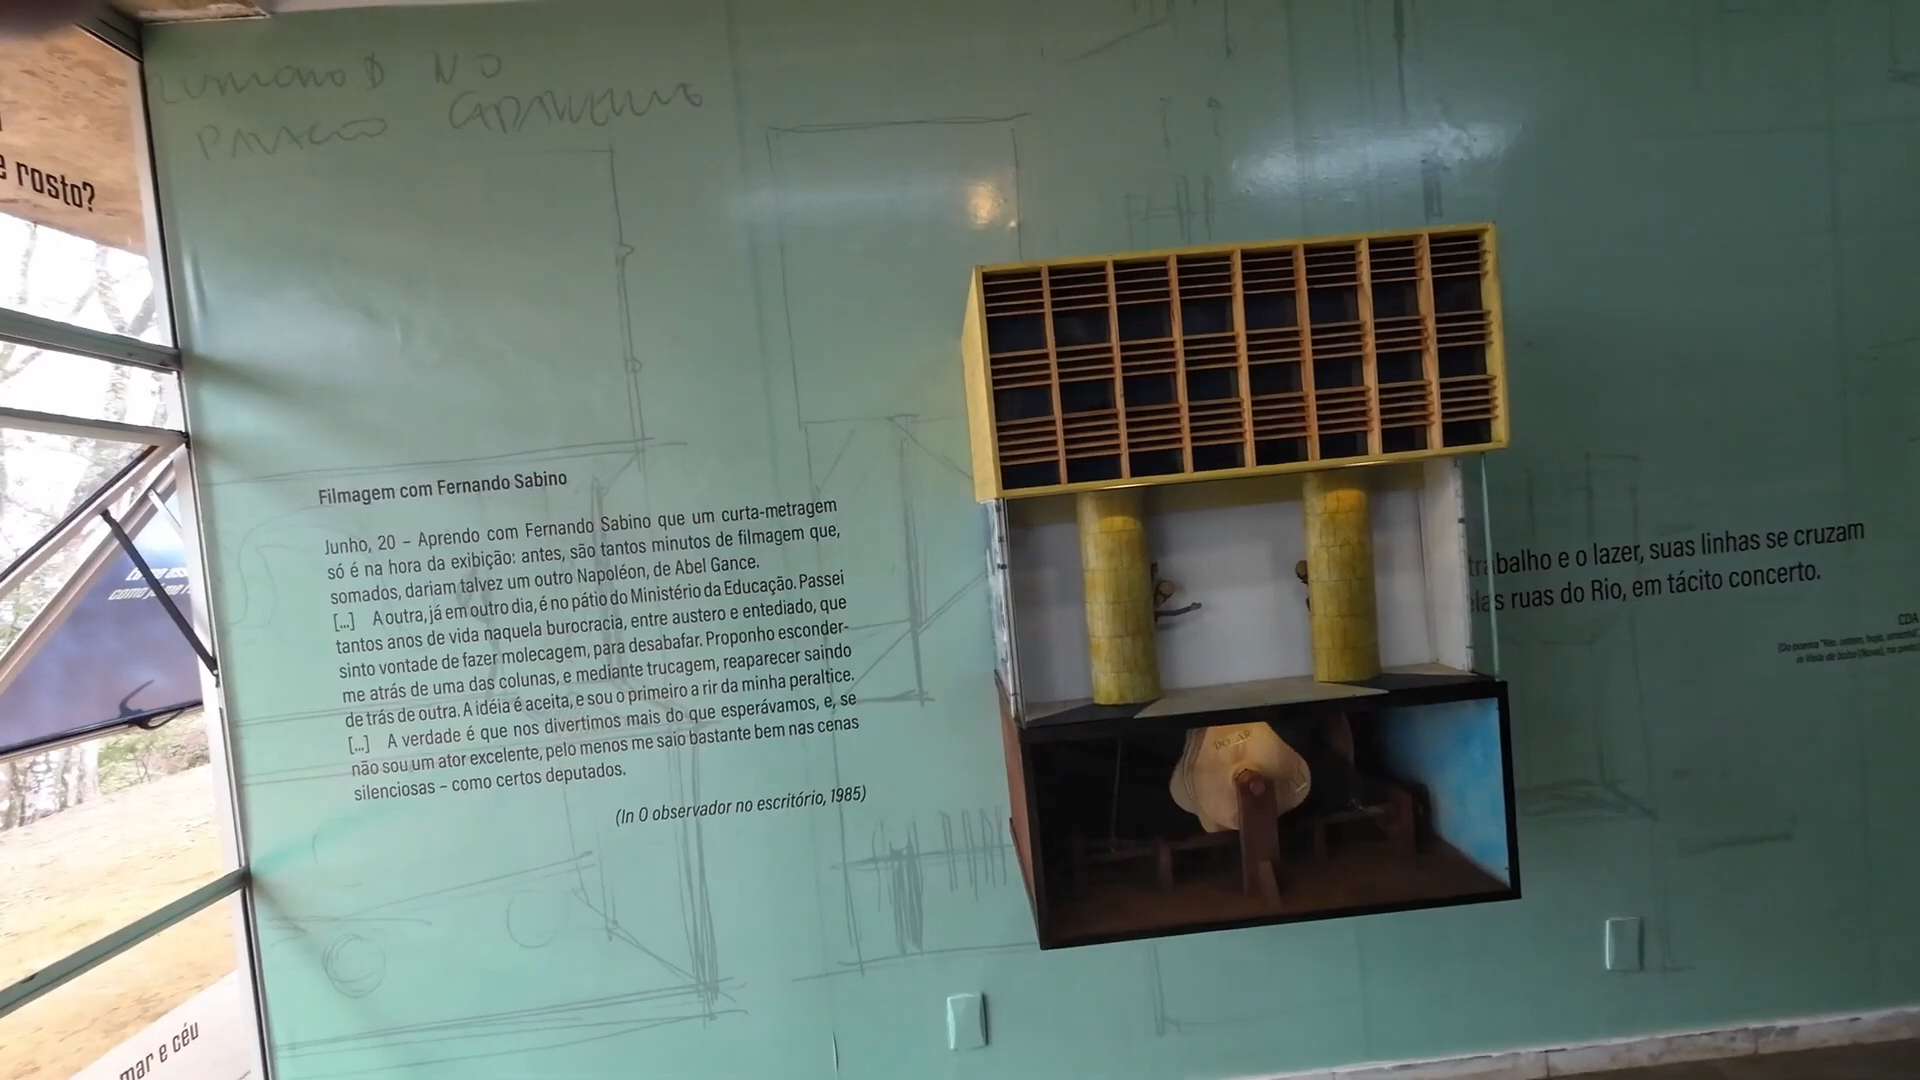 NO
PALACIO CAPANEMA
e rosto?
Filmagem com Fernando Sabino
Junho, 20 – Aprendo com Fernando Sabino que um curta-metragem
só é na hora da exibição: antes, são tantos minutos de filmagem que,
somados, dariam talvez um outro Napoléon, de Abel Gance.
[...] A outra, já em outro dia, é no pátio do Ministério da Educação. Passei
tantos anos de vida naquela burocracia, entre austero e entediado, que
sinto vontade de fazer molecagem, para desabafar. Proponho esconder-
me atrás de uma das colunas, e mediante trucagem, reaparecer saindo
de trás de outra. A idéia é aceita, e sou o primeiro a rir da minha peraltice.
[...] A verdade é que nos divertimos mais do que esperávamos, e, se
não sou um ator excelente, pelo menos me saio bastante bem nas cenas
silenciosas – como certos deputados.
(In O observador no escritório, 1985)
DO AR
trabalho e o lazer, suas linhas se cruzam
elas ruas do Rio, em tácito concerto.
CDA
mar e céu